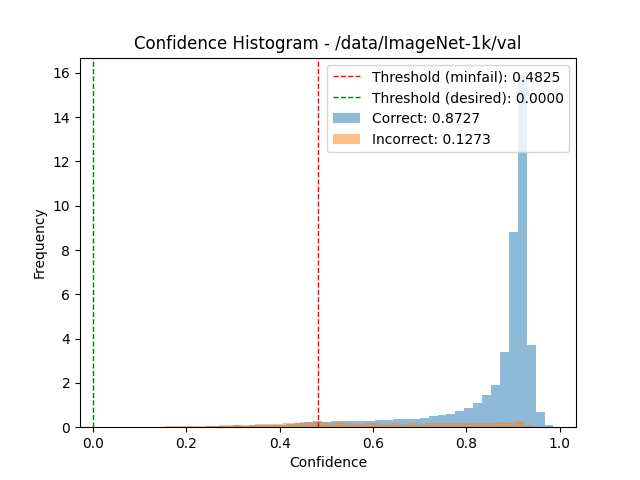 Confidence Histogram - /data/ImageNet-1k/val
Threshold (minfail): 0.4825
Threshold (desired): 0.0000
Correct: 0.8727
Incorrect: 0.1273
Frequency
16
14
12
10
8
6
4
2
0
0.0 0.2 0.4 0.6 0.8 1.0
Confidence